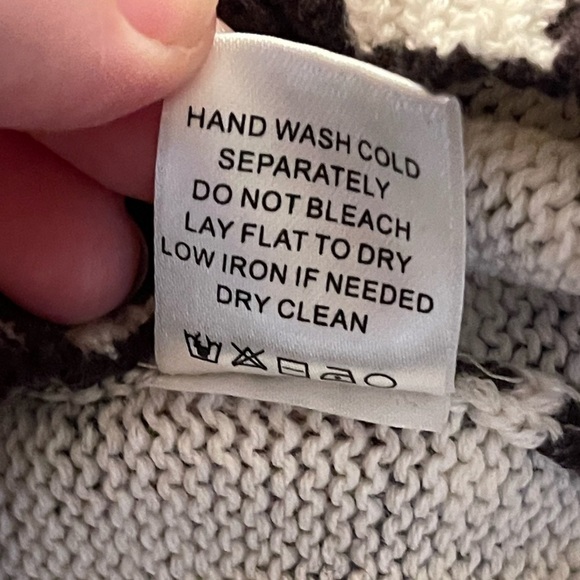 HAND WASH COLD
SEPARATELY
DO NOT BLEACH
LAY FLAT TO DRY
LOW IRON IF NEEDED
DRY CLEAN